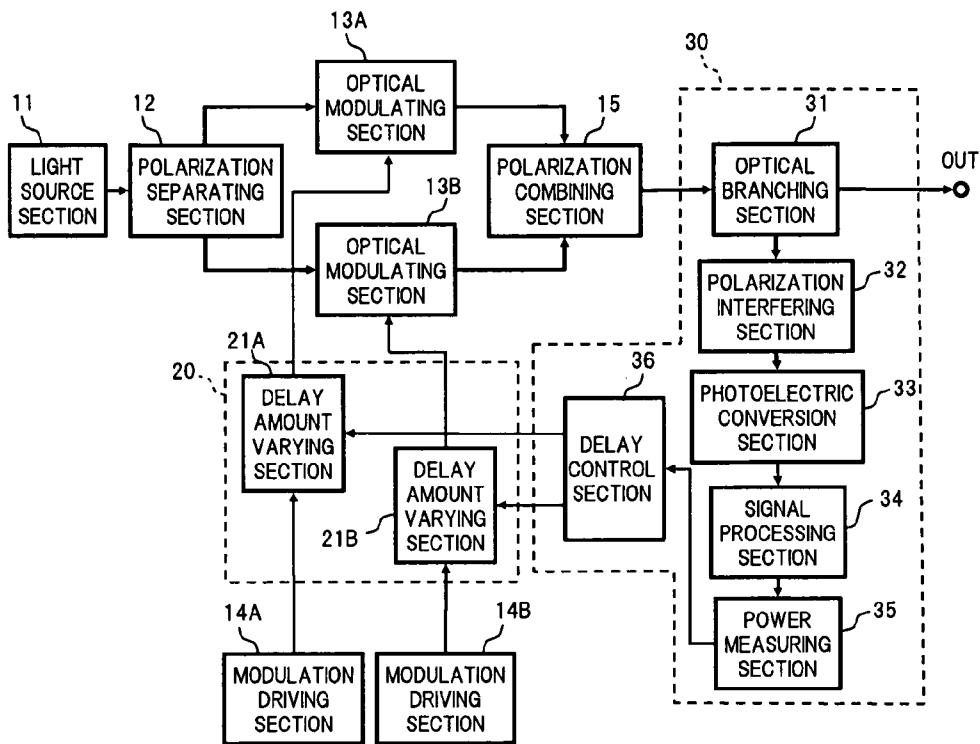 13A
OPTICAL
MODULATING
SECTION
11
LIGHT
SOURCE
SECTION
12
POLARIZATION
SEPARATING
SECTION
13B
OPTICAL
MODULATING
SECTION
15
POLARIZATION
COMBINING
SECTION
30
31
OPTICAL
BRANCHING
SECTION
OUT
32
POLARIZATION
INTERFERING
SECTION
33
PHOTOELECTRIC
CONVERSION
SECTION
34
SIGNAL
PROCESSING
SECTION
35
POWER
MEASURING
SECTION
36
DELAY
CONTROL
SECTION
20
21A
DELAY
AMOUNT
VARYING
SECTION
21B
DELAY
AMOUNT
VARYING
SECTION
14A
MODULATION
DRIVING
SECTION
14B
MODULATION
DRIVING
SECTION